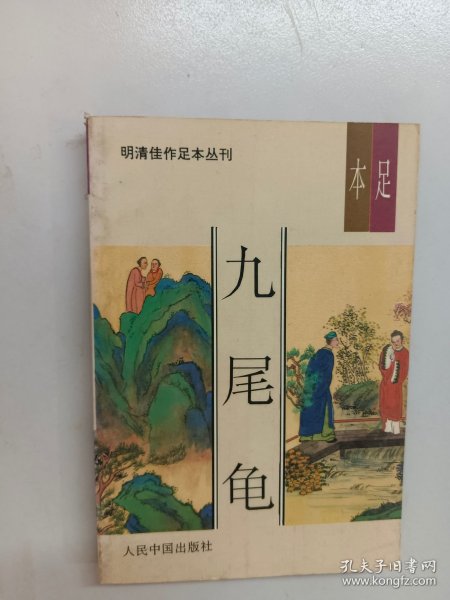 明清佳作足本丛刊
足本
九尾龟
人民中国出版社
孔夫子旧书网
www.kongfz.com